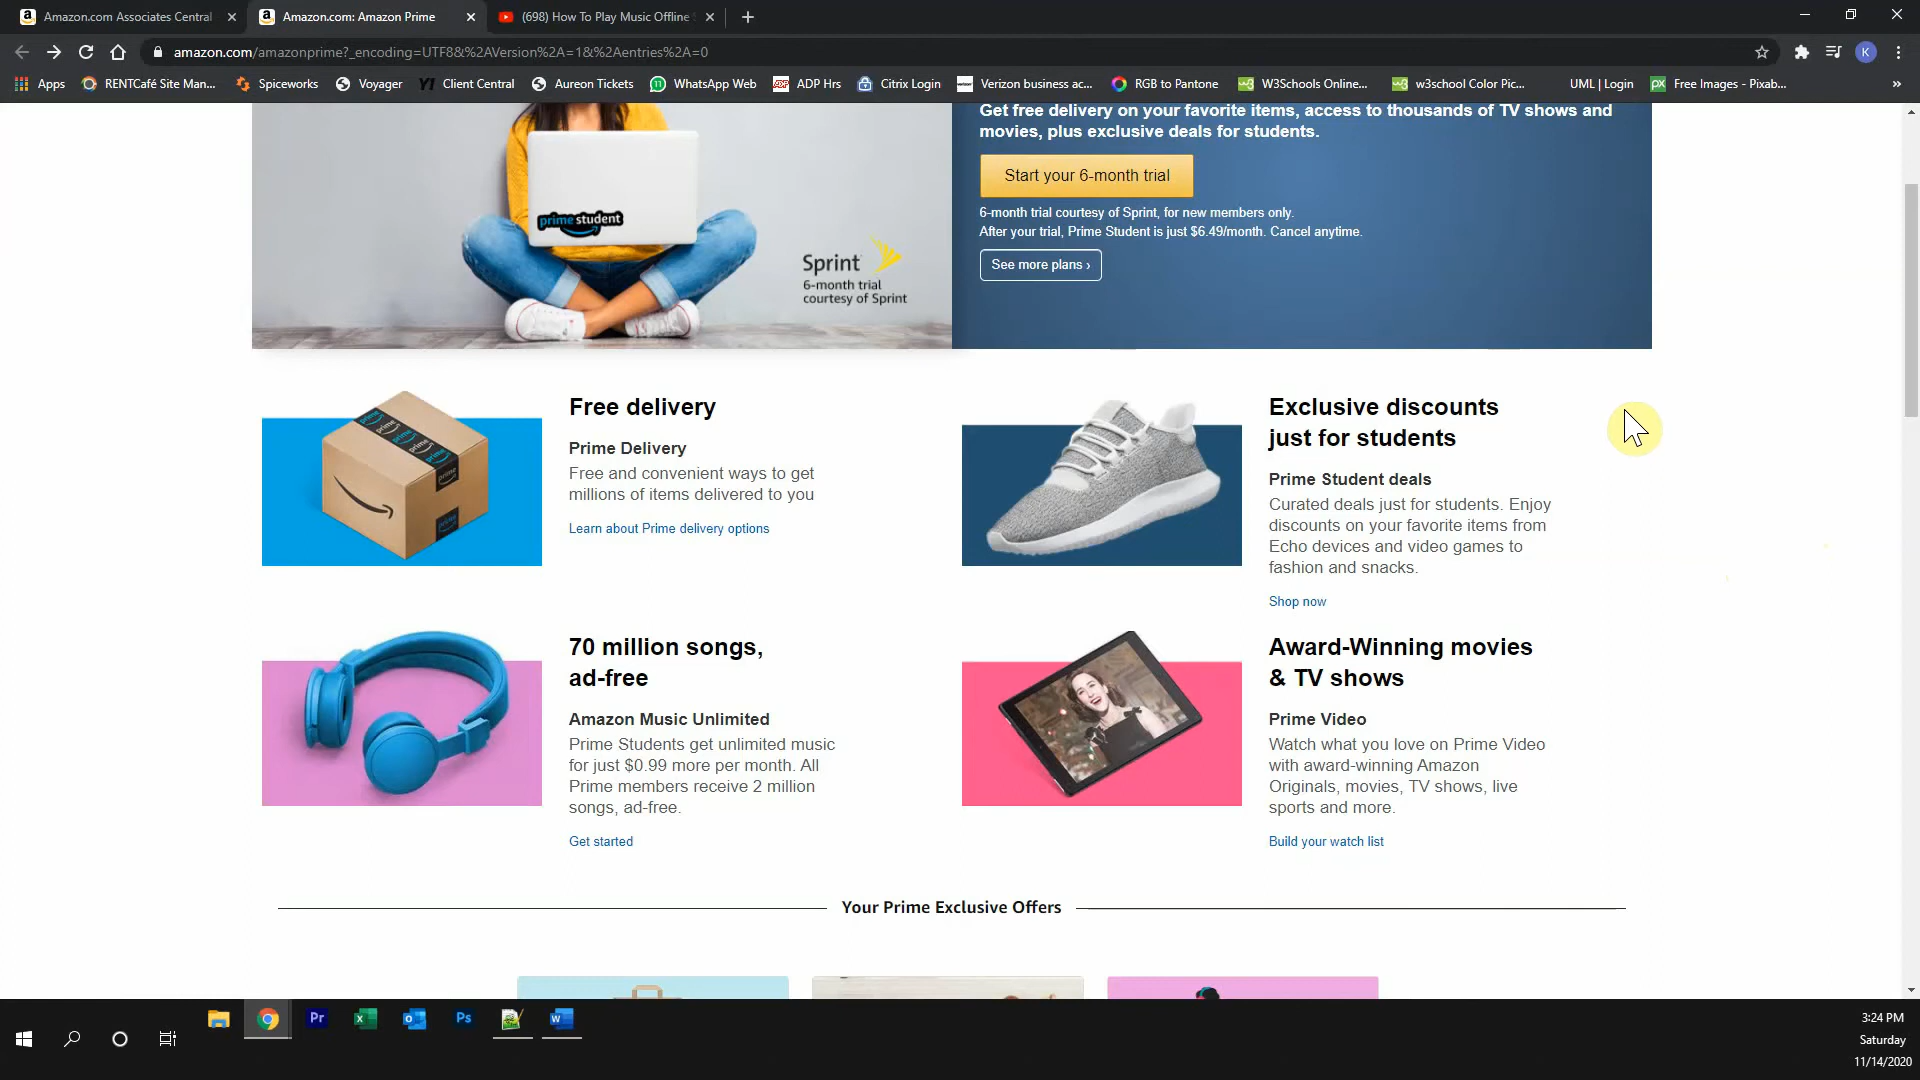 Amazon.com Associates Central
Amazon.com: Amazon Prime
(698) How To Play Music Offline
amazon.com/amazonprime?_encoding=UTF8&%2AVersion%2A=1&%2Aentries%2A=0
K
Apps
RENTCafé Site Man...
Spiceworks
Voyager
Client Central
Aureon Tickets
WhatsApp Web
ADP Hrs
Citrix Login
Verizon business ac...
RGB to Pantone
W3Schools Online...
w3school Color Pic...
UML | Login
Free Images - Pixab...
»
Get free delivery on your favorite items, access to thousands of TV shows and
movies, plus exclusive deals for students.
Start your 6-month trial
6-month trial courtesy of Sprint, for new members only.
After your trial, Prime Student is just $6.49/month. Cancel anytime.
See more plans ›
prime student
Sprint
6-month trial
courtesy of Sprint
Free delivery
Prime Delivery
Free and convenient ways to get
millions of items delivered to you
Learn about Prime delivery options
prime
prime
prime
prime
prime
prime
Exclusive discounts
just for students
Prime Student deals
Curated deals just for students. Enjoy
discounts on your favorite items from
Echo devices and video games to
fashion and snacks.
Shop now
70 million songs,
ad-free
Amazon Music Unlimited
Prime Students get unlimited music
for just $0.99 more per month. All
Prime members receive 2 million
songs, ad-free.
Get started
Award-Winning movies
& TV shows
Prime Video
Watch what you love on Prime Video
with award-winning Amazon
Originals, movies, TV shows, live
sports and more.
Build your watch list
Your Prime Exclusive Offers
Pr
Ps
3:24 PM
Saturday
11/14/2020